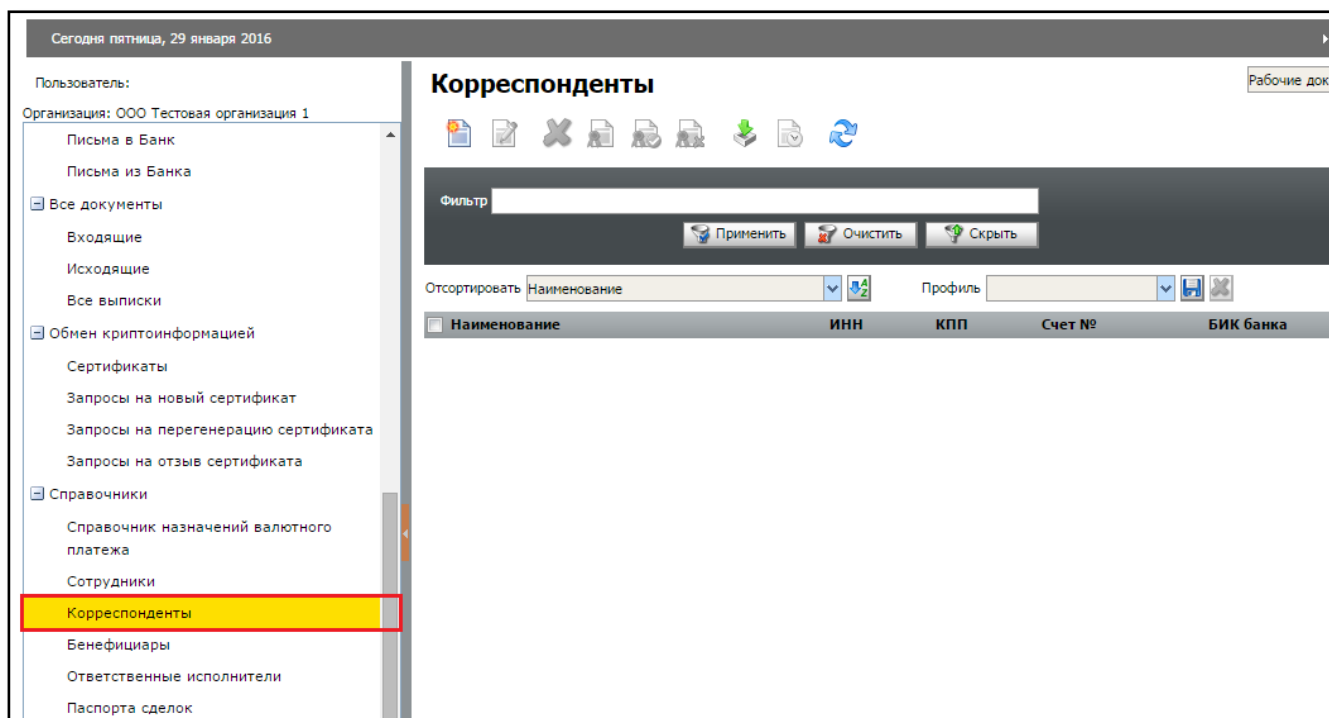 Сегодня пятница, 29 января 2016
Пользователь:
Организация: ООО Тестовая организация 1
Письма в Банк
Письма из Банка
Все документы
Входящие
Исходящие
Все выписки
Обмен криптоинформацией
Сертификаты
Запросы на новый сертификат
Запросы на перегенерацию сертификата
Запросы на отзыв сертификата
Справочники
Справочник назначений валютного
платежа
Сотрудники
Корреспонденты
Бенефициары
Ответственные исполнители
Паспорта сделок
Корреспонденты
Рабочие док
Фильтр
Применить Очистить Скрыть
Отсортировать Наименование Профиль
Наименование ИНН КПП Счет № БИК банка